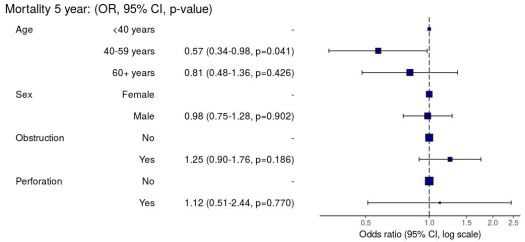 Mortality 5 year: (OR, 95% CI, p-value)
Age <40 years -
40-59 years 0.57 (0.34-0.98, p=0.041)
60+ years 0.81 (0.48-1.36, p=0.426)
Sex Female -
Male 0.98 (0.75-1.28, p=0.902)
Obstruction No -
Yes 1.25 (0.90-1.76, p=0.186)
Perforation No -
Yes 1.12 (0.51-2.44, p=0.770)
0.5 1.0 1.5 2.0 2.5
Odds ratio (95% CI, log scale)